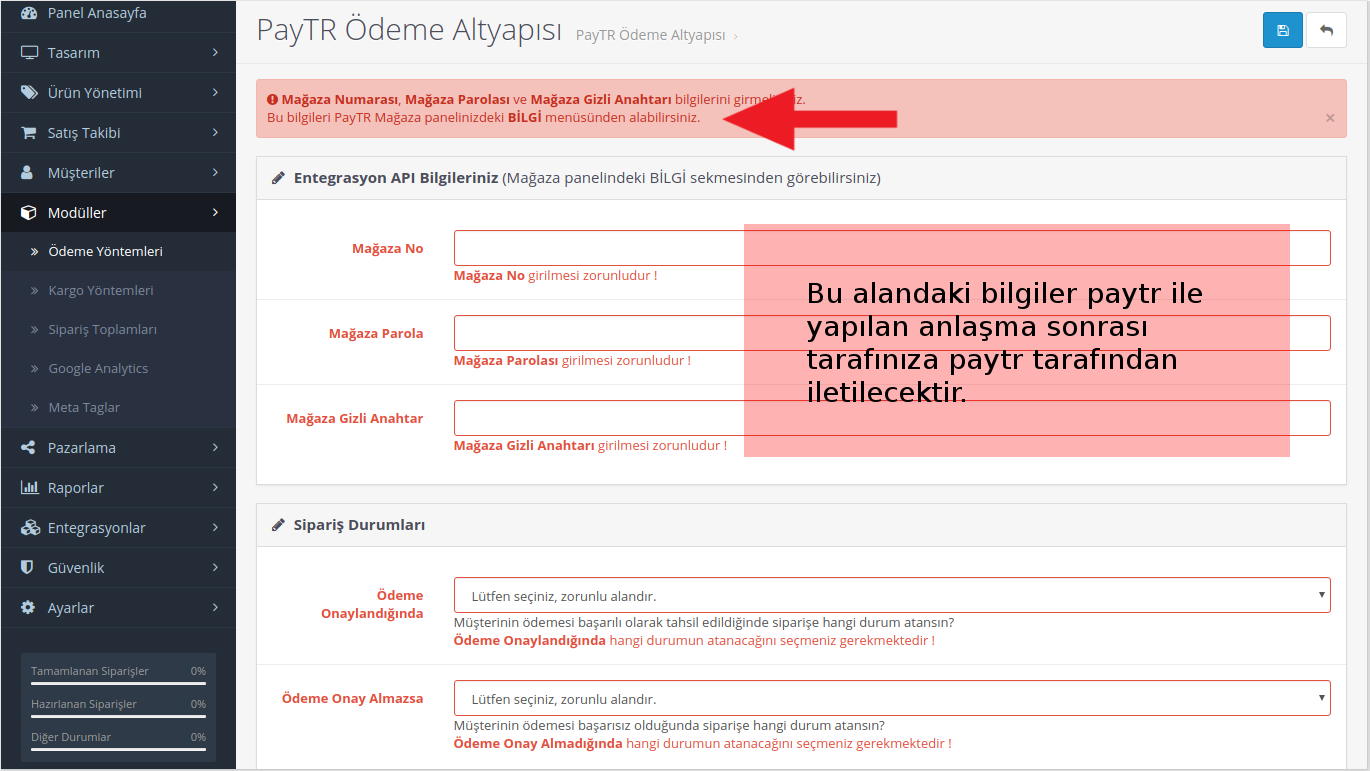 Panel Anasayfa
Tasarım
Ürün Yönetimi
Satış Takibi
Müşteriler
Modüller
Ödeme Yöntemleri
Kargo Yöntemleri
Sipariş Toplamları
Google Analytics
Meta Taglar
Pazarlama
Raporlar
Entegrasyonlar
Güvenlik
Ayarlar
Tamamlanan Siparişler 0%
Hazırlanan Siparişler 0%
Diğer Durumlar 0%
PayTR Ödeme Altyapısı PayTR Ödeme Altyapısı ›
Mağaza Numarası, Mağaza Parolası ve Mağaza Gizli Anahtarı bilgilerini
Bu bilgileri PayTR Mağaza panelinizdeki BİLGİ menüsünden alabilirsiniz. ×
Entegrasyon API Bilgileriniz (Mağaza panelindeki BİLGİ sekmesinden görebilirsiniz)
Mağaza No
Mağaza No girilmesi zorunludur !
Mağaza Parola
Mağaza Parolası girilmesi zorunludur !
Mağaza Gizli Anahtar
Mağaza Gizli Anahtarı girilmesi zorunludur !
Bu alandaki bilgiler paytr ile
yapılan anlaşma sonrası
tarafınıza paytr tarafından
iletilecektir.
Sipariş Durumları
Ödeme
Onaylandığında
Lütfen seçiniz, zorunlu alandır.
Müşterinin ödemesi başarılı olarak tahsil edildiğinde siparişe hangi durum atansın?
Ödeme Onaylandığında hangi durumun atanacağını seçmeniz gerekmektedir !
Ödeme Onay Almazsa
Lütfen seçiniz, zorunlu alandır.
Müşterinin ödemesi başarısız olduğunda siparişe hangi durum atansın?
Ödeme Onay Almadığında hangi durumun atanacağını seçmeniz gerekmektedir !